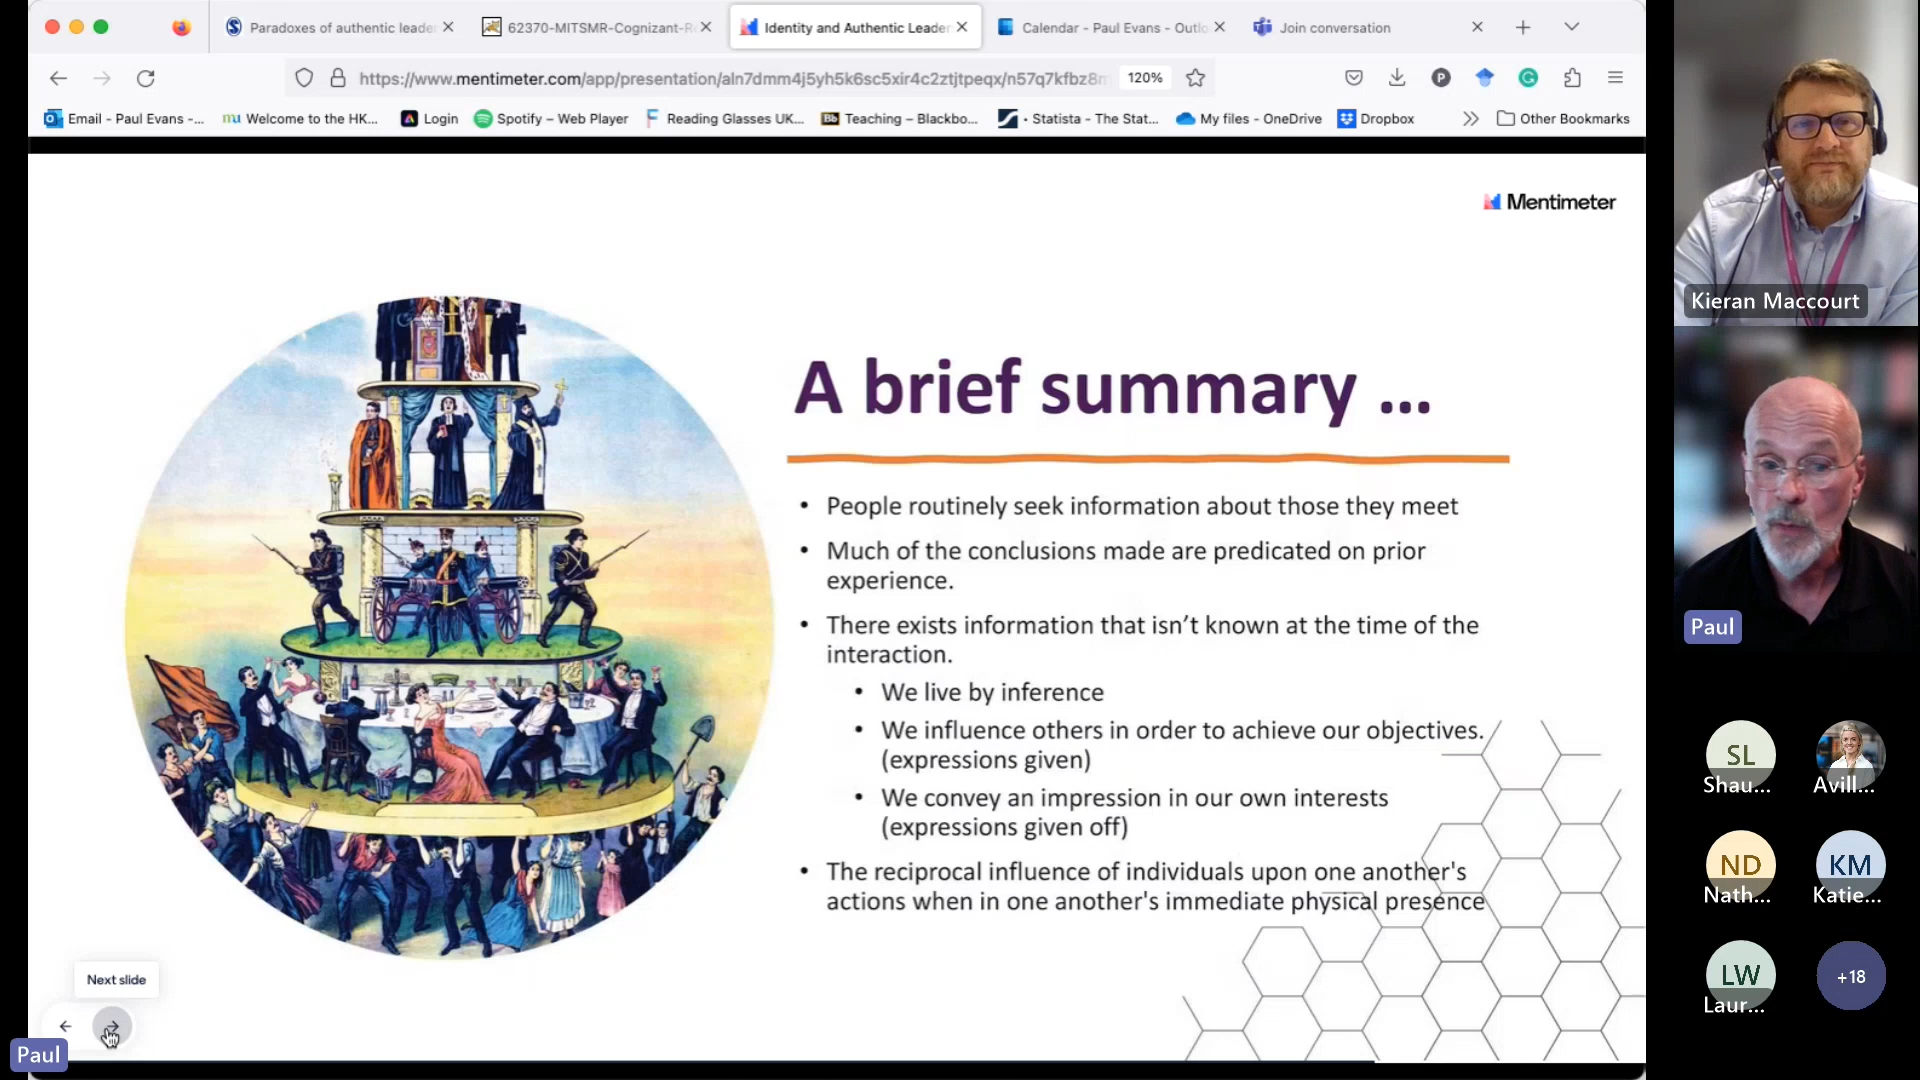 Paradoxes of authentic leade
62370-MITSMR-Cognizant-R
Identity and Authentic Leader
Calendar - Paul Evans - Outlo
Join conversation
https://www.mentimeter.com/app/presentation/aln7dmm4j5yh5k6sc5xir4c2ztjtpeqx/n57q7kfbz8m
120%
Email - Paul Evans -...
Welcome to the HK...
Login
Spotify – Web Player
Reading Glasses UK...
Bb Teaching – Blackbo...
• Statista - The Stat...
My files - OneDrive
Dropbox
Other Bookmarks
Mentimeter
A brief summary ...
• People routinely seek information about those they meet
• Much of the conclusions made are predicated on prior
experience.
• There exists information that isn’t known at the time of the
interaction.
• We live by inference
• We influence others in order to achieve our objectives.
(expressions given)
• We convey an impression in our own interests
(expressions given off)
• The reciprocal influence of individuals upon one another's
actions when in one another's immediate physical presence
Next slide
Paul
Kieran Maccourt
Paul
SL
Shau...
Avill...
ND
Nath...
KM
Katie...
LW
Laur...
+18